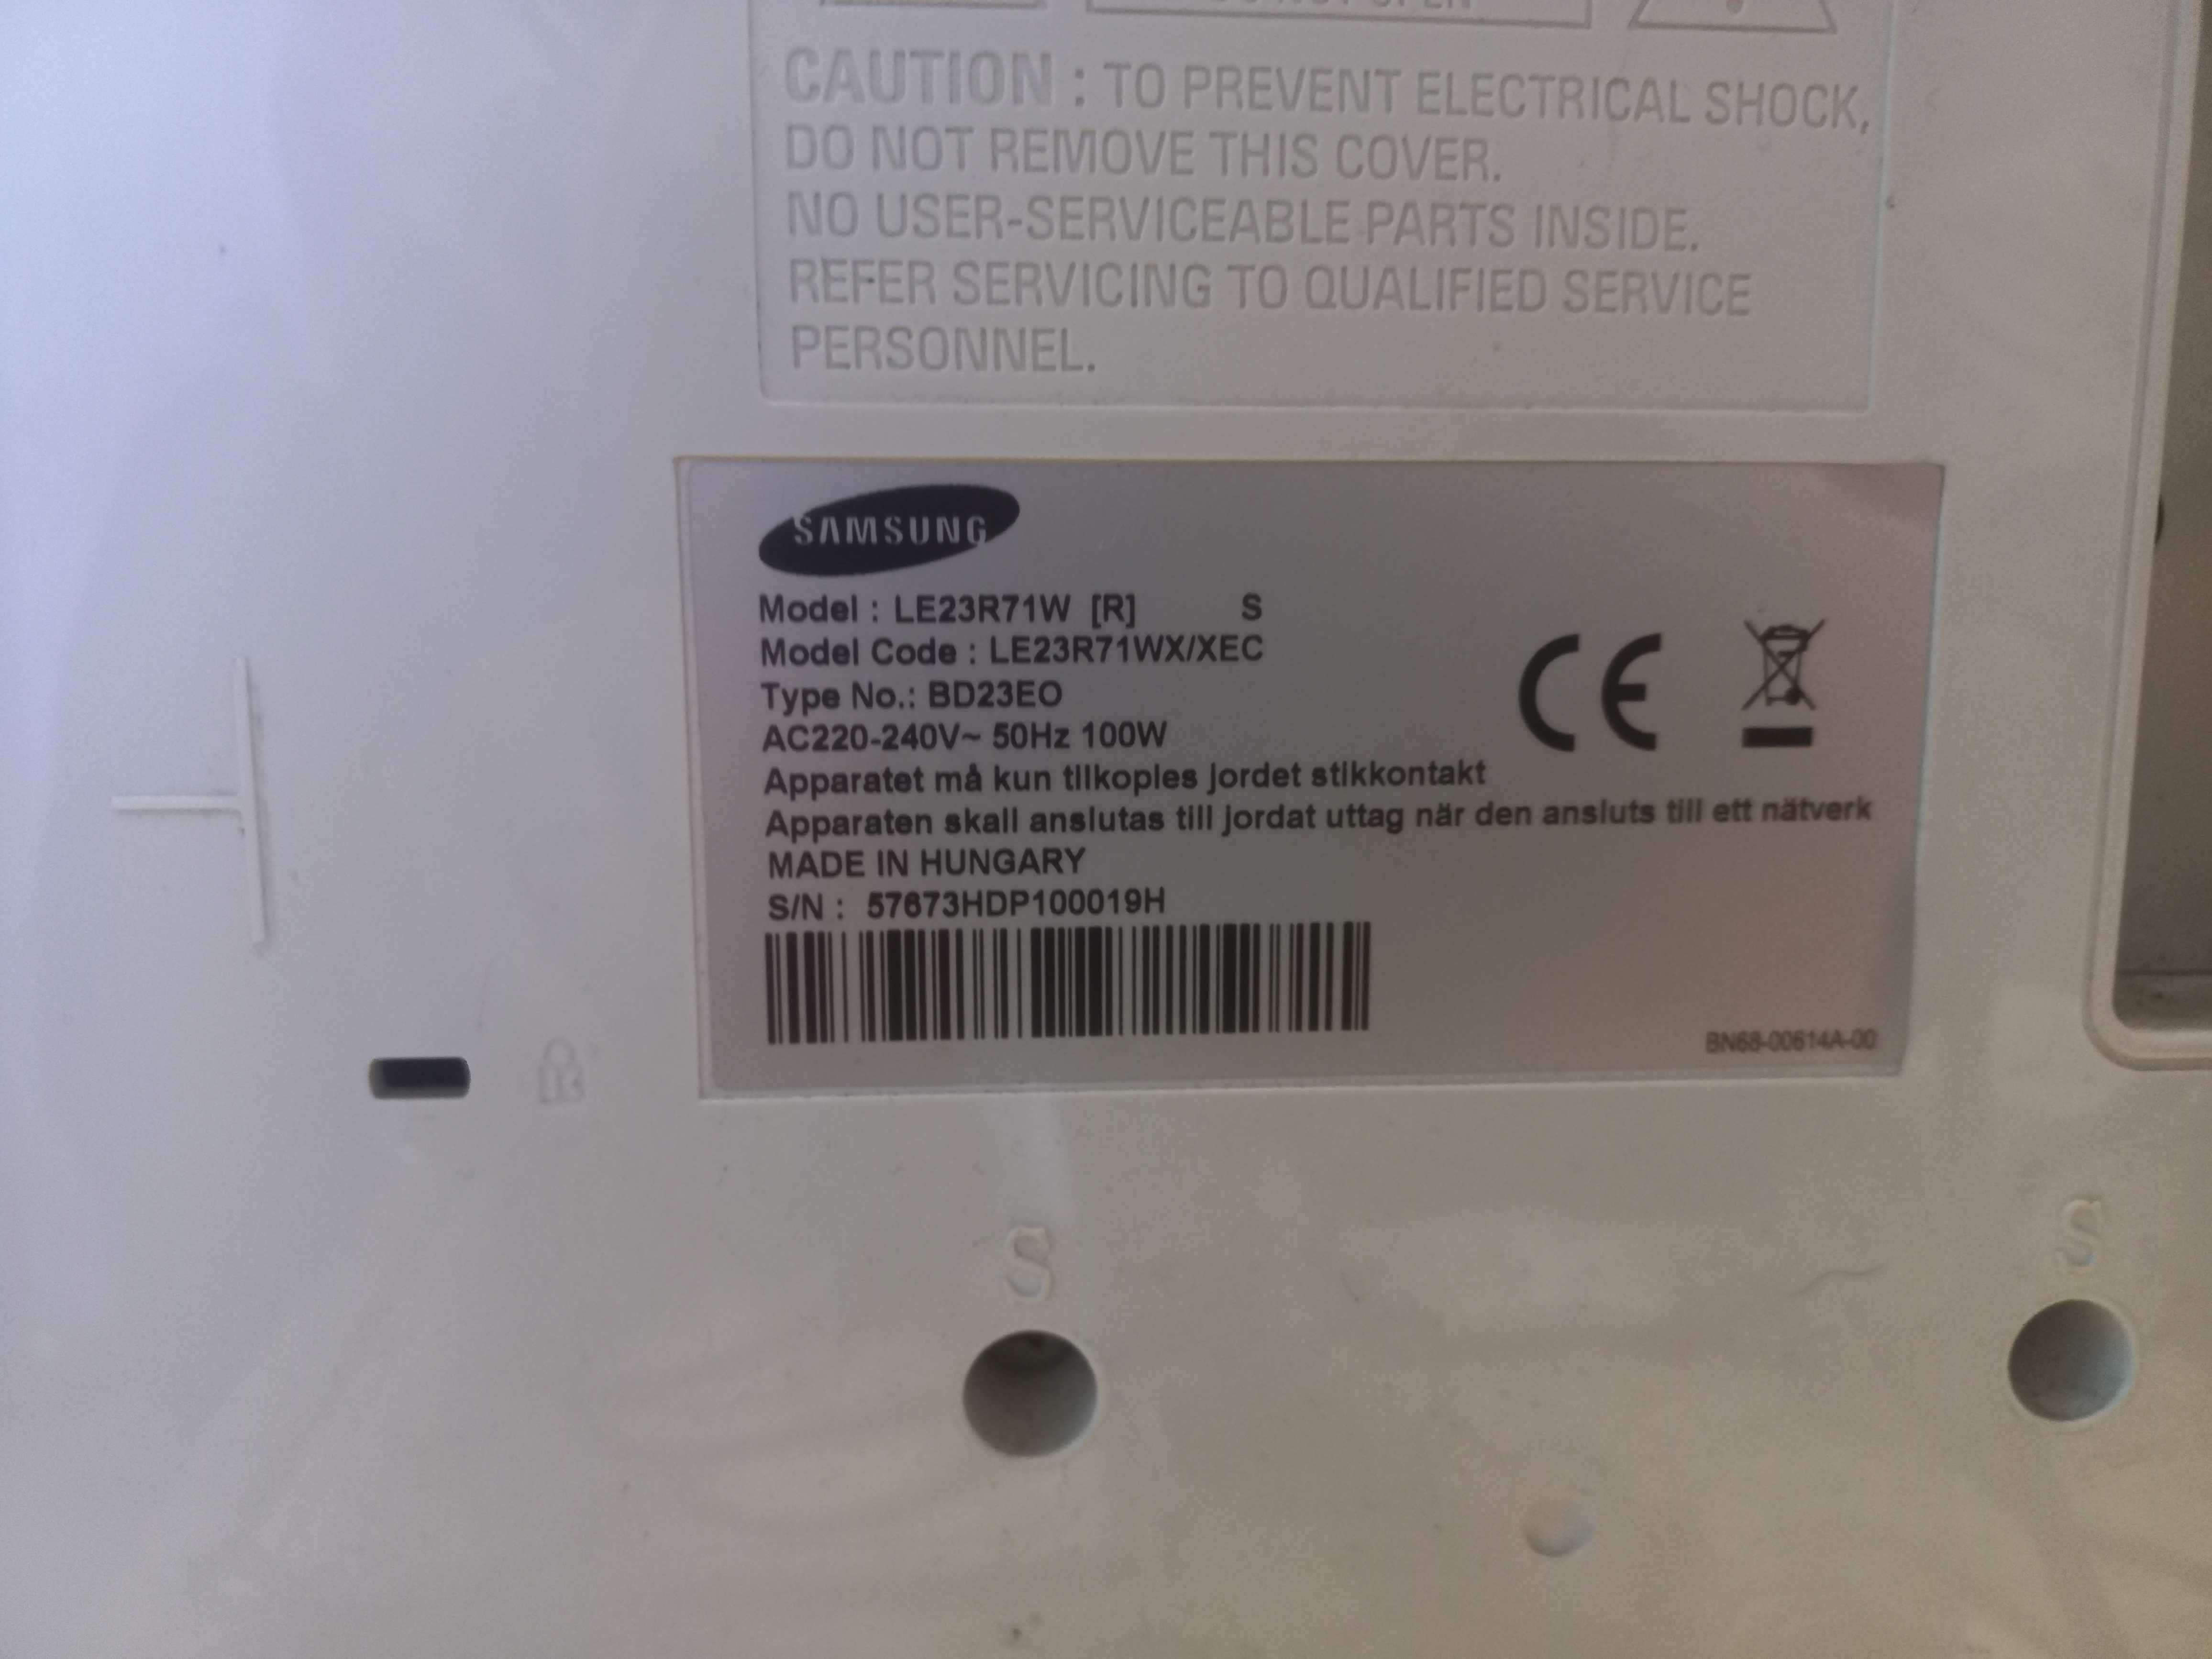 DO NOT OPEN
CAUTION : TO PREVENT ELECTRICAL SHOCK,
DO NOT REMOVE THIS COVER.
NO USER-SERVICEABLE PARTS INSIDE.
REFER SERVICING TO QUALIFIED SERVICE
PERSONNEL.
SAMSUNG
Model : LE23R71W [R] S
Model Code : LE23R71WX/XEC
Type No.: BD23EO
AC220-240V~ 50Hz 100W
Apparatet må kun tilkoples jordet stikkontakt
Apparaten skall anslutas till jordat uttag när den ansluts till ett nätverk
MADE IN HUNGARY
S/N : 57673HDP100019H
BN68-00614A-00
CE
S
S